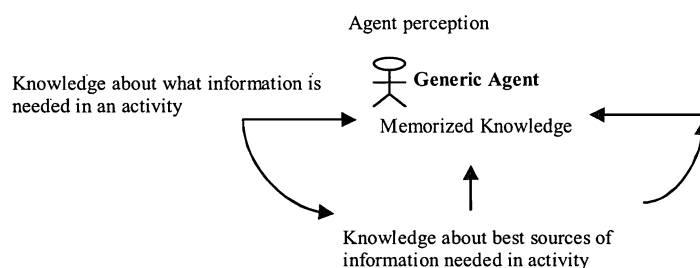 Agent perception
Generic Agent
Knowledge about what information is
needed in an activity
Memorized Knowledge
Knowledge about best sources of
information needed in activity